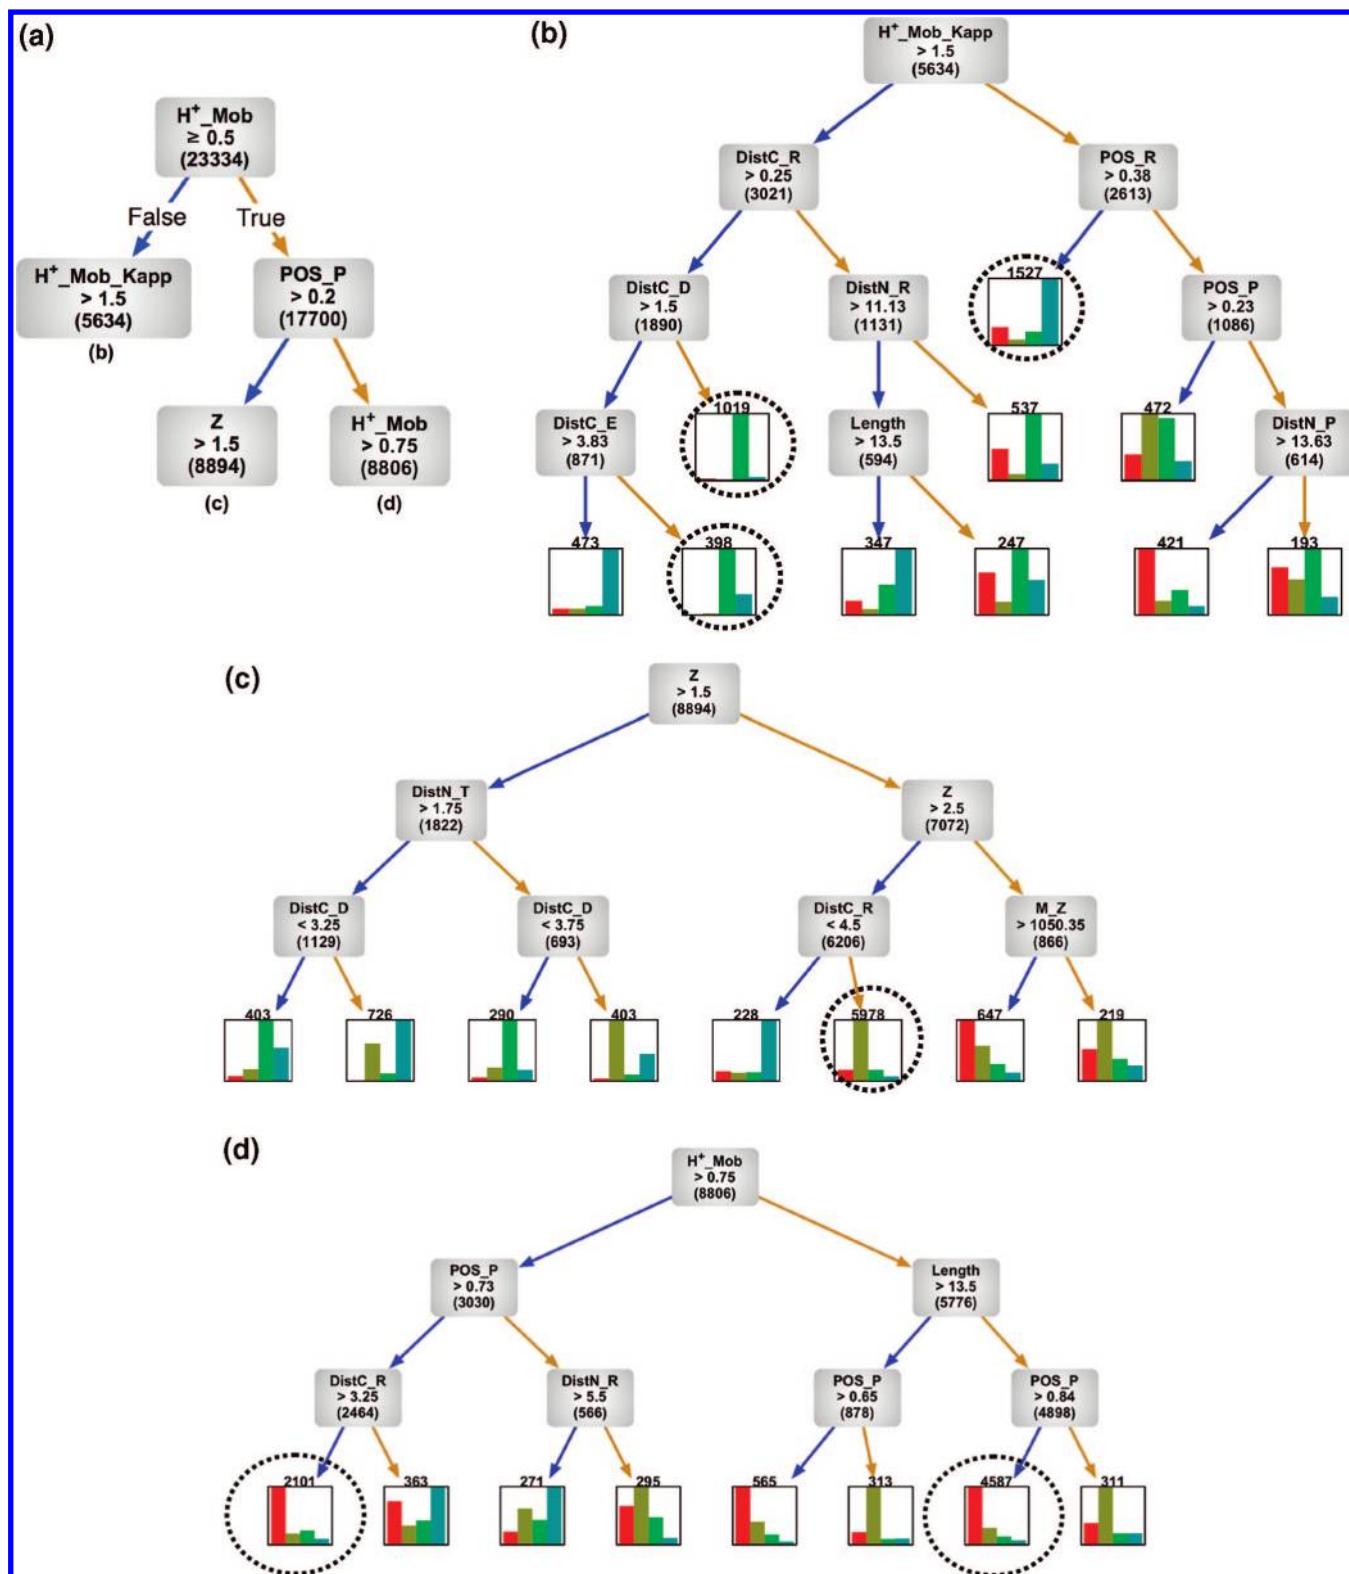 (a)
H⁺_Mob
≥ 0.5
(23334)
False
True
H⁺_Mob_Kapp
> 1.5
(5634)
(b)
POS_P
> 0.2
(17700)
Z
> 1.5
(8894)
(c)
H⁺_Mob
> 0.75
(8806)
(d)
(b)
H⁺_Mob_Kapp
> 1.5
(5634)
DistC_R
> 0.25
(3021)
POS_R
> 0.38
(2613)
DistC_D
> 1.5
(1890)
DistN_R
> 11.13
(1131)
1527
POS_P
> 0.23
(1086)
DistC_E
> 3.83
(871)
1019
Length
> 13.5
(594)
537
472
DistN_P
> 13.63
(614)
473
398
347
247
421
193
(c)
Z
> 1.5
(8894)
DistN_T
> 1.75
(1822)
Z
> 2.5
(7072)
DistC_D
< 3.25
(1129)
DistC_D
< 3.75
(693)
DistC_R
< 4.5
(6206)
M_Z
> 1050.35
(866)
403
726
290
403
228
5978
647
219
(d)
H⁺_Mob
> 0.75
(8806)
POS_P
> 0.73
(3030)
Length
> 13.5
(5776)
DistC_R
> 3.25
(2464)
DistN_R
> 5.5
(566)
POS_P
> 0.65
(878)
POS_P
> 0.84
(4898)
2101
363
271
295
565
313
4587
311